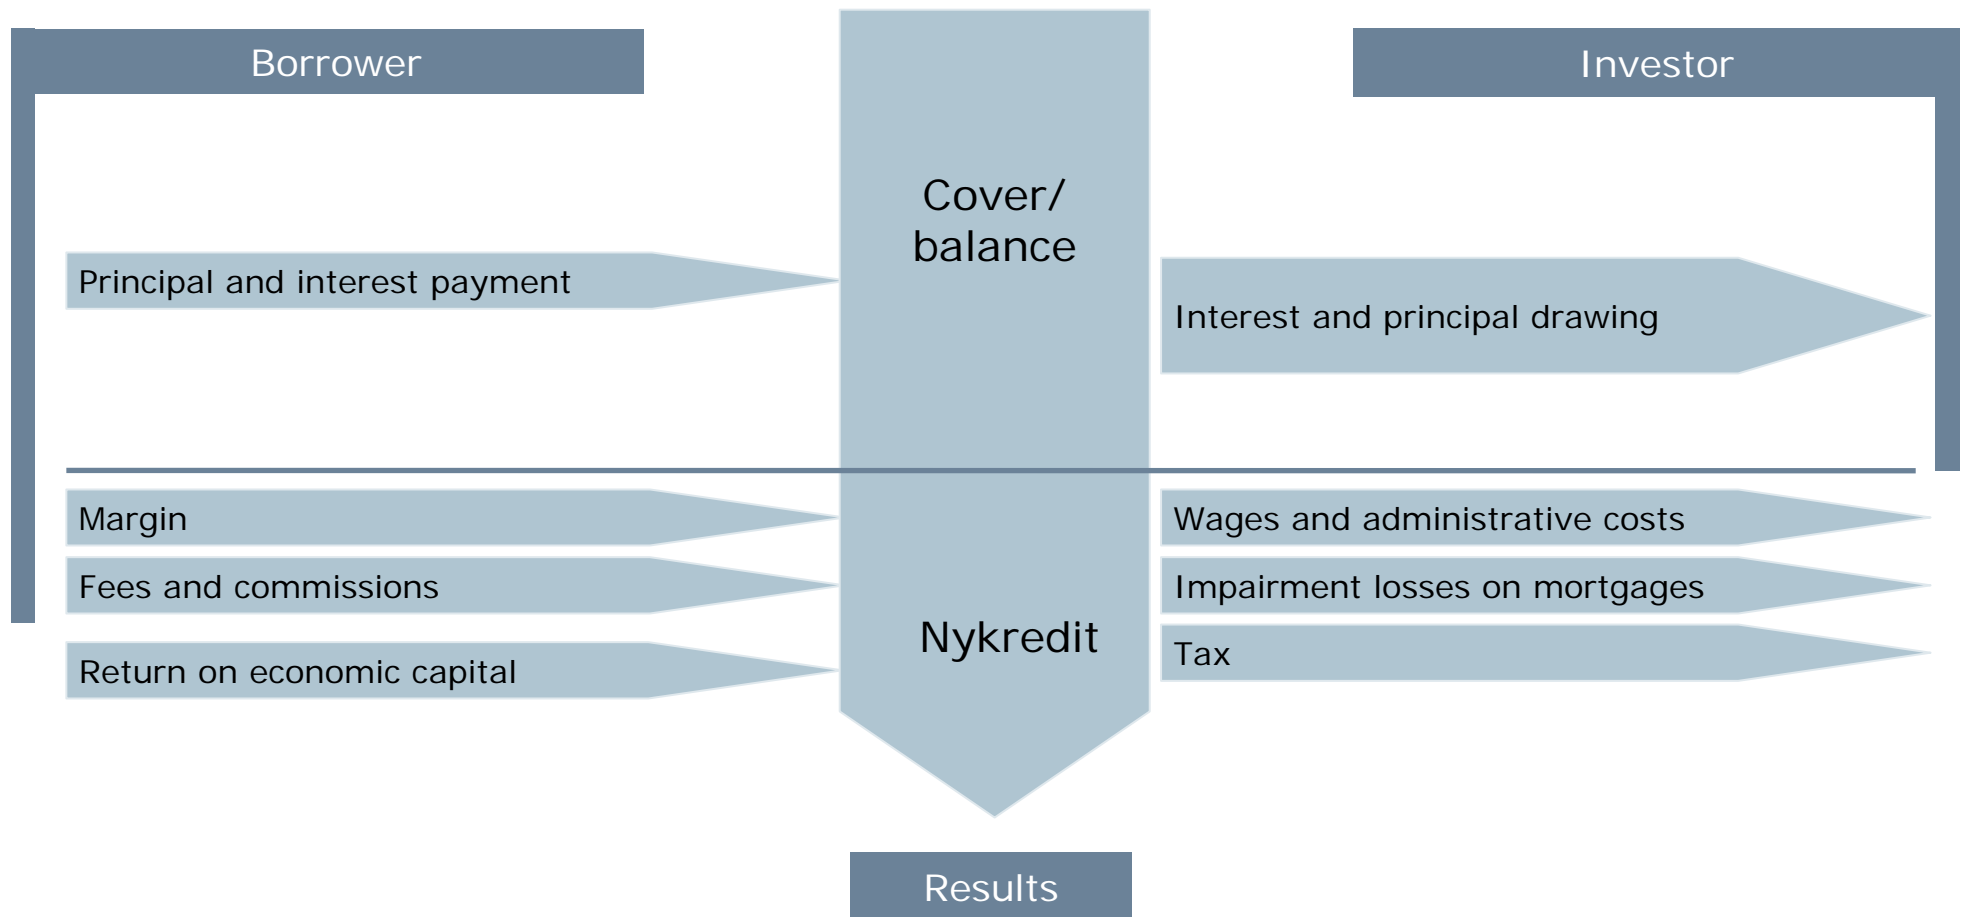 Borrower
Investor
Cover/
balance
Principal and interest payment
Interest and principal drawing
Margin
Wages and administrative costs
Fees and commissions
Impairment losses on mortgages
Nykredit
Tax
Return on economic capital
Results